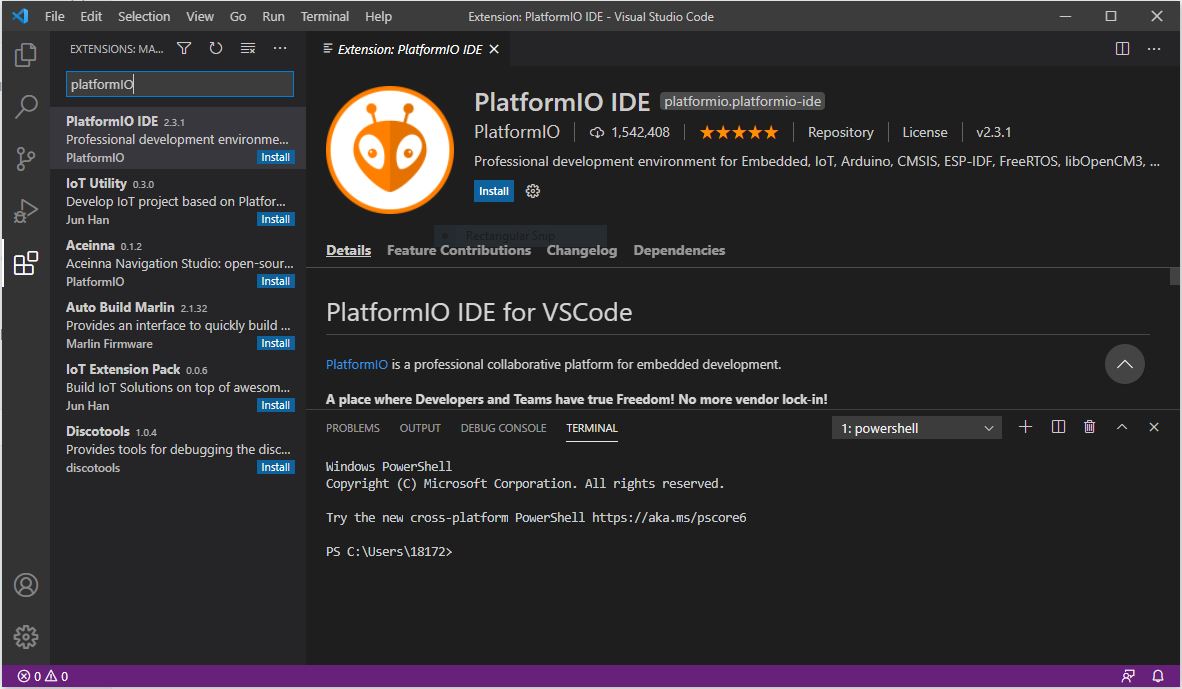 File Edit Selection View Go Run Terminal Help Extension: PlatformIO IDE - Visual Studio Code
EXTENSIONS: MA...
platformIO
PlatformIO IDE 2.3.1
Professional development environme...
PlatformIO Install
IoT Utility 0.3.0
Develop IoT project based on Platfor...
Jun Han Install
Aceinna 0.1.2
Aceinna Navigation Studio: open-sour...
PlatformIO Install
Auto Build Marlin 2.1.32
Provides an interface to quickly build ...
Marlin Firmware Install
IoT Extension Pack 0.0.6
Build IoT Solutions on top of awesom...
Jun Han Install
Discotools 1.0.4
Provides tools for debugging the disc...
discotools Install
Extension: PlatformIO IDE
PlatformIO IDE platformio.platformio-ide
PlatformIO 1,542,408 Repository License v2.3.1
Professional development environment for Embedded, IoT, Arduino, CMSIS, ESP-IDF, FreeRTOS, libOpenCM3, ...
Install
Rectangular Snip
Details Feature Contributions Changelog Dependencies
PlatformIO IDE for VSCode
PlatformIO is a professional collaborative platform for embedded development.
A place where Developers and Teams have true Freedom! No more vendor lock-in!
PROBLEMS OUTPUT DEBUG CONSOLE TERMINAL 1: powershell
Windows PowerShell
Copyright (C) Microsoft Corporation. All rights reserved.
Try the new cross-platform PowerShell https://aka.ms/pscore6
PS C:\Users\18172>
0 0